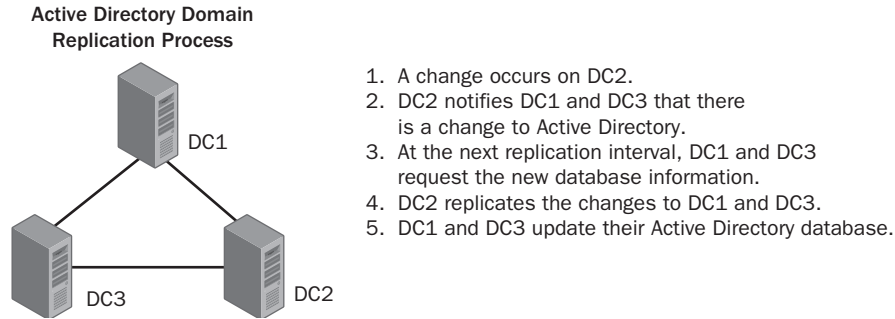 Active Directory Domain
Replication Process
DC1
DC3
DC2
1. A change occurs on DC2.
2. DC2 notifies DC1 and DC3 that there
is a change to Active Directory.
3. At the next replication interval, DC1 and DC3
request the new database information.
4. DC2 replicates the changes to DC1 and DC3.
5. DC1 and DC3 update their Active Directory database.